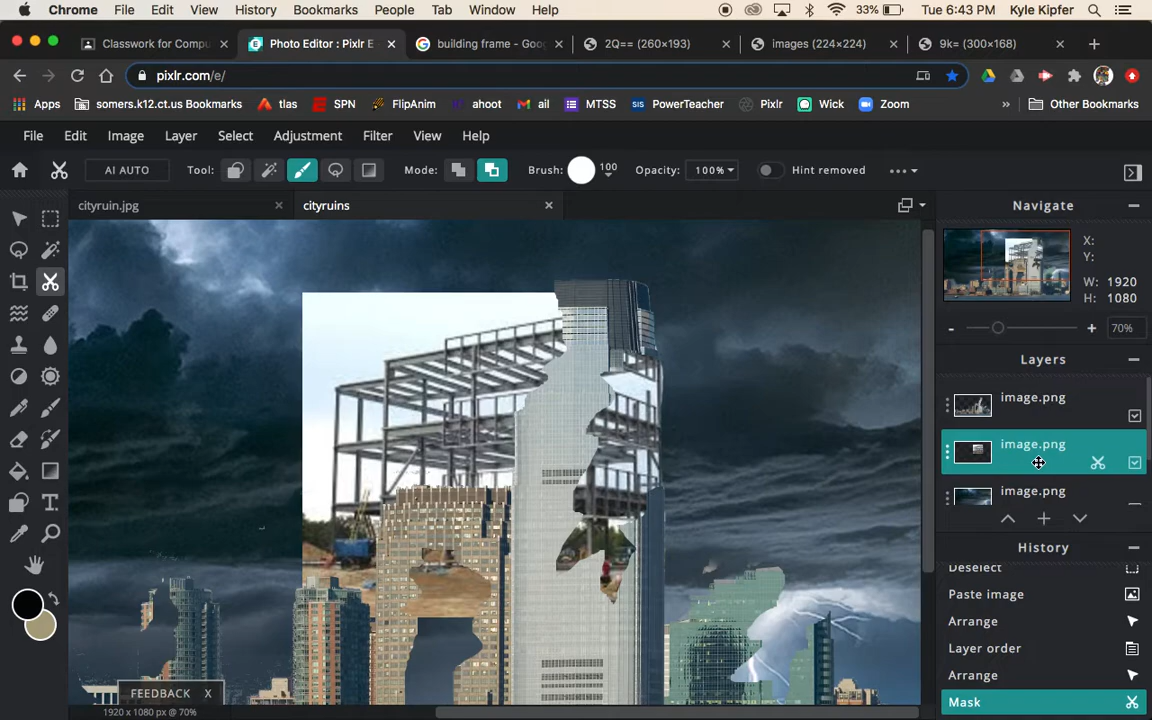 Chrome File Edit View History Bookmarks People Tab Window Help 33% Tue 6:43 PM Kyle Kipfer
Classwork for Compu Photo Editor : Pixlr E building frame - Goog 2Q== (260×193) images (224×224) 9k= (300×168)
pixlr.com/e/
Apps somers.k12.ct.us Bookmarks tlas SPN FlipAnim ahoot ail MTSS PowerTeacher Pixlr Wick Zoom » Other Bookmarks
File Edit Image Layer Select Adjustment Filter View Help
AI AUTO Tool: Mode: Brush: 100 Opacity: 100% Hint removed
cityruin.jpg cityruins Navigate
X:
Y:
W: 1920
H: 1080
70%
Layers
image.png
image.png
image.png
History
Deselect
Paste image
Arrange
Layer order
Arrange
Mask
FEEDBACK X
1920 x 1080 px @ 70%